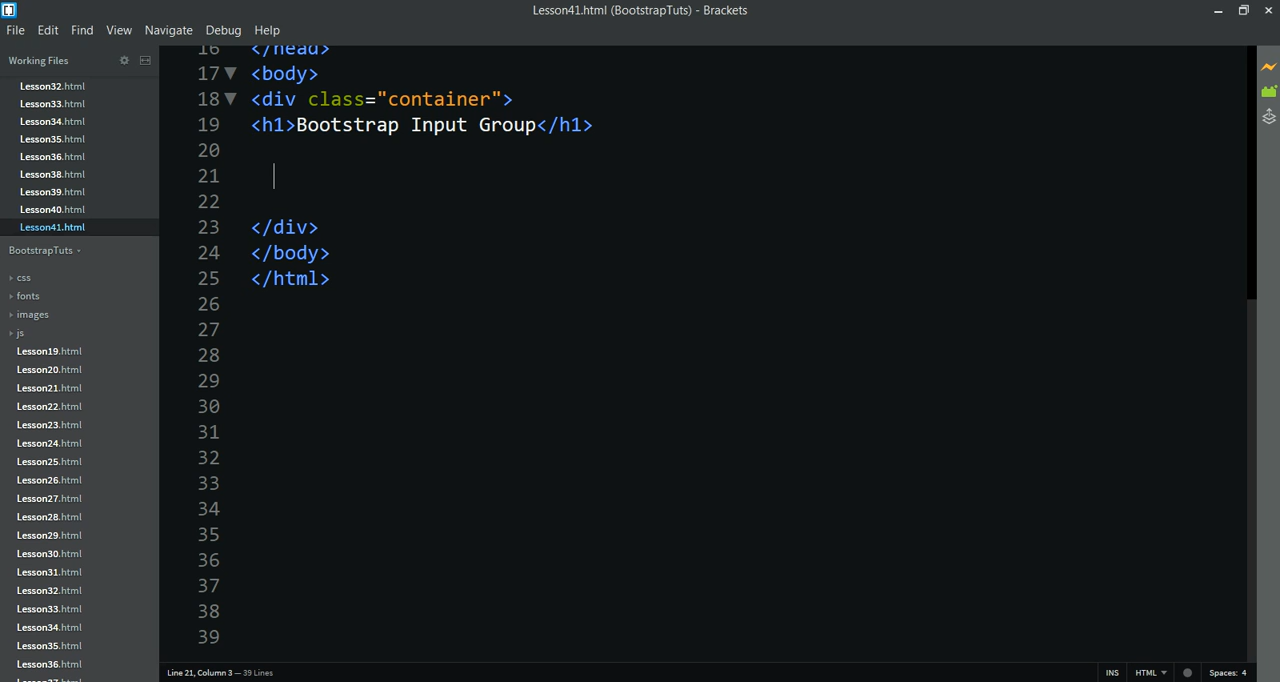 Lesson41.html (BootstrapTuts) - Brackets
File Edit Find View Navigate Debug Help
Working Files
Lesson32.html
Lesson33.html
Lesson34.html
Lesson35.html
Lesson36.html
Lesson38.html
Lesson39.html
Lesson40.html
Lesson41.html
BootstrapTuts
css
fonts
images
js
Lesson19.html
Lesson20.html
Lesson21.html
Lesson22.html
Lesson23.html
Lesson24.html
Lesson25.html
Lesson26.html
Lesson27.html
Lesson28.html
Lesson29.html
Lesson30.html
Lesson31.html
Lesson32.html
Lesson33.html
Lesson34.html
Lesson35.html
Lesson36.html
Lesson37.html
16 </head>
17 <body>
18 <div class="container">
19 <h1>Bootstrap Input Group</h1>
20
21
22
23 </div>
24 </body>
25 </html>
26
27
28
29
30
31
32
33
34
35
36
37
38
39
Line 21, Column 3 — 39 Lines
INS HTML Spaces: 4